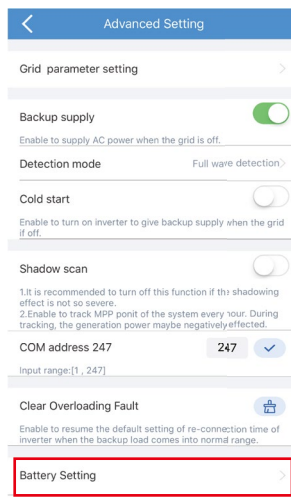 Advanced Setting
Grid parameter setting
Backup supply
Enable to supply AC power when the grid is off.
Detection mode Full wave detection
Cold start
Enable to turn on inverter to give backup supply when the grid
if off.
Shadow scan
1.It is recommended to turn off this function if the shadowing
effect is not so severe.
2.Enable to track MPP ponit of the system every hour. During
tracking, the generation power maybe negatively effected.
COM address 247 247
Input range:[1 , 247]
Clear Overloading Fault
Enable to resume the default setting of re-connection time of
inverter when the backup load comes into normal range.
Battery Setting